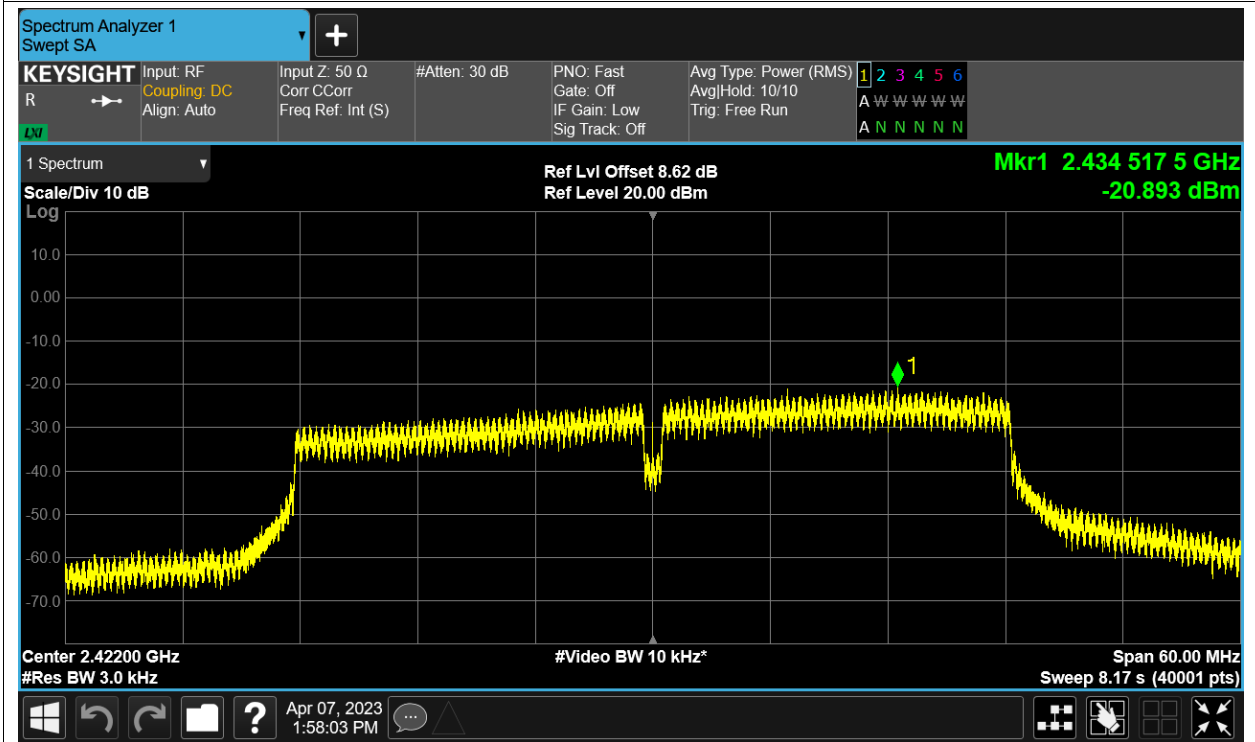 Spectrum Analyzer 1
Swept SA
KEYSIGHT
R
LXI
Input: RF
Coupling: DC
Align: Auto
Input Z: 50 Ω
Corr CCorr
Freq Ref: Int (S)
#Atten: 30 dB
PNO: Fast
Gate: Off
IF Gain: Low
Sig Track: Off
Avg Type: Power (RMS)
Avg|Hold: 10/10
Trig: Free Run
1 2 3 4 5 6
A W W W W W
A N N N N N
1 Spectrum
Scale/Div 10 dB
Ref Lvl Offset 8.62 dB
Ref Level 20.00 dBm
Mkr1 2.434 517 5 GHz
-20.893 dBm
Log
10.0
0.00
-10.0
-20.0
-30.0
-40.0
-50.0
-60.0
-70.0
1
Center 2.42200 GHz
#Res BW 3.0 kHz
#Video BW 10 kHz*
Span 60.00 MHz
Sweep 8.17 s (40001 pts)
?
Apr 07, 2023
1:58:03 PM